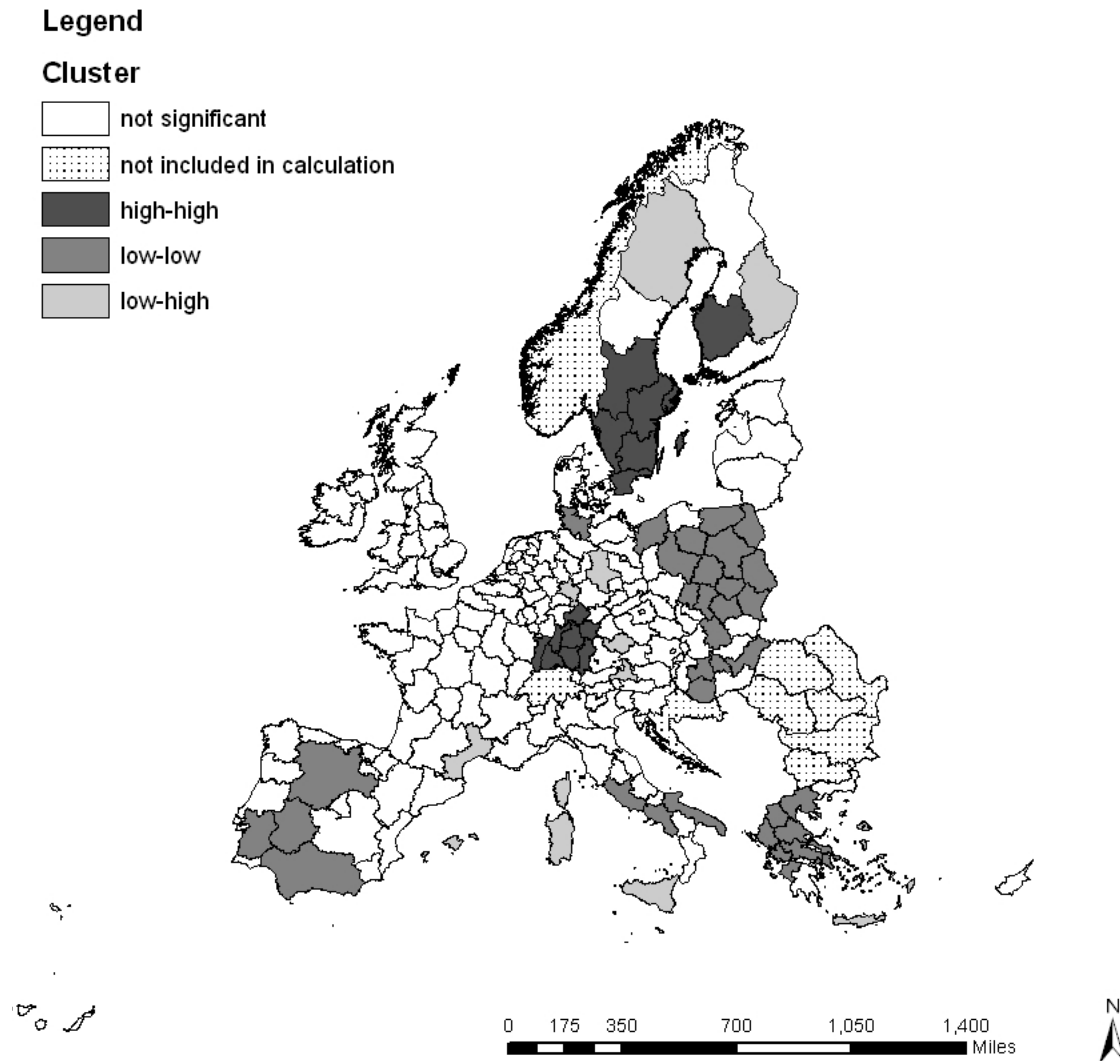 Legend
Cluster
not significant
not included in calculation
high-high
low-low
low-high
0 175 350 700 1,050 1,400
Miles
N